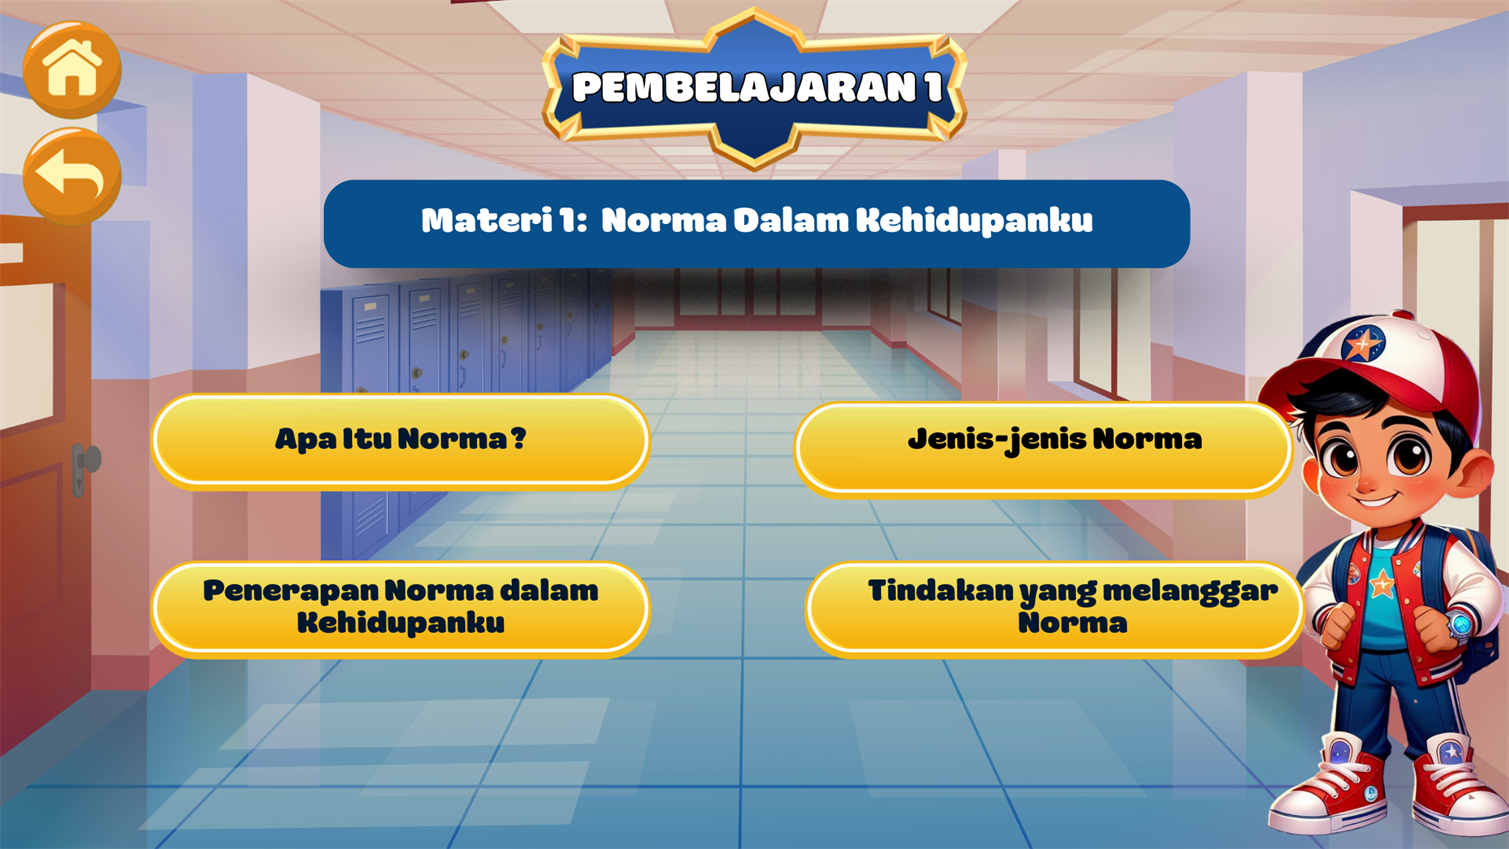 PEMBELAJARAN 1
Materi 1: Norma Dalam Kehidupanku
Apa Itu Norma?
Jenis-jenis Norma
Penerapan Norma dalam
Kehidupanku
Tindakan yang melanggar
Norma